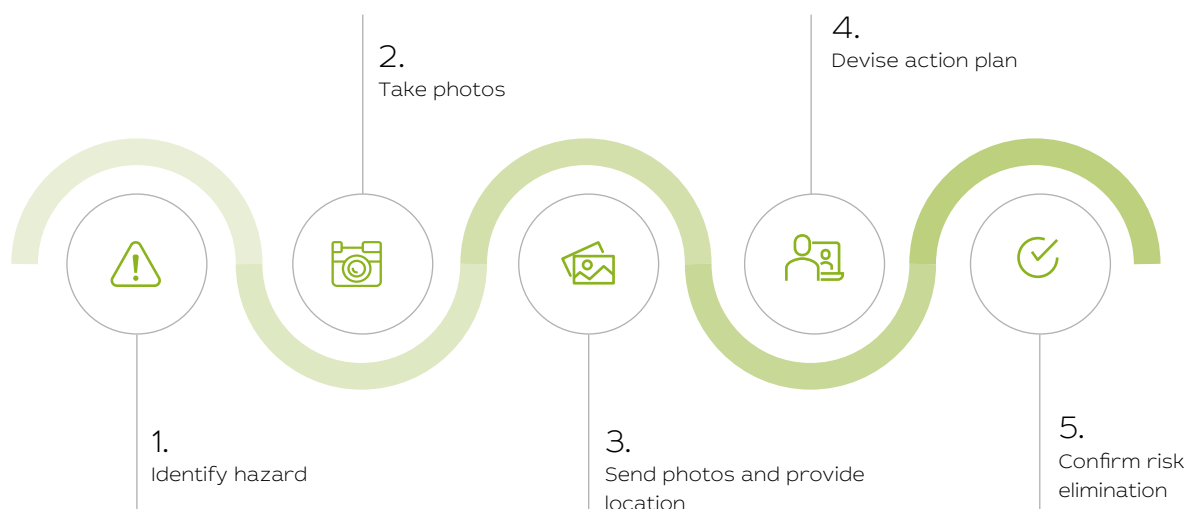 1.
Identify hazard
2.
Take photos
3.
Send photos and provide
location
4.
Devise action plan
5.
Confirm risk
elimination